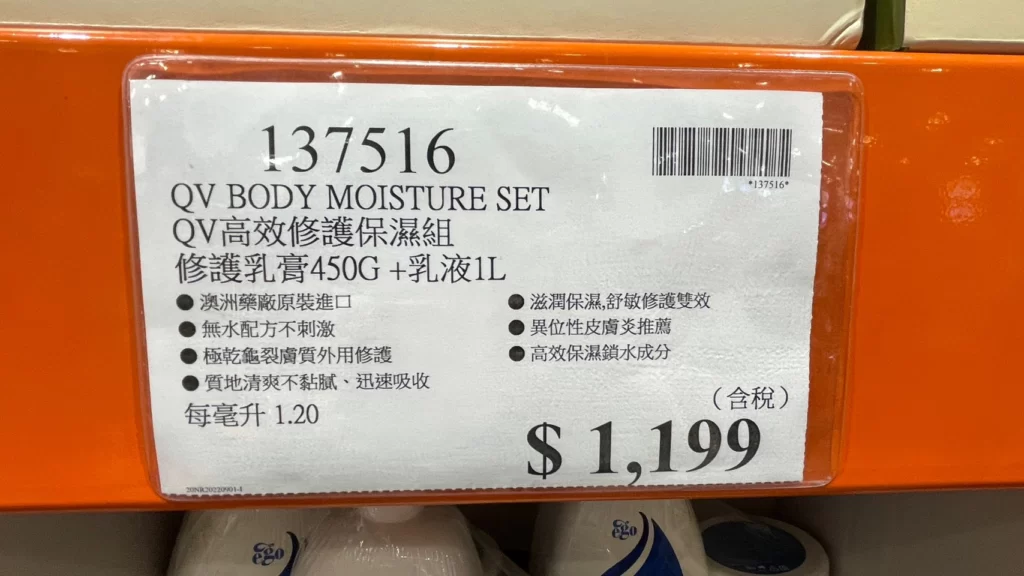 137516
*137516*
QV BODY MOISTURE SET
QV高效修護保濕組
修護乳膏450G +乳液1L
● 澳洲藥廠原裝進口
● 無水配方不刺激
● 極乾龜裂膚質外用修護
● 質地清爽不黏膩、迅速吸收
● 滋潤保濕,舒敏修護雙效
● 異位性皮膚炎推薦
● 高效保濕鎖水成分
每毫升 1.20
(含稅)
$ 1,199
20NR20220901-1
ego
ego